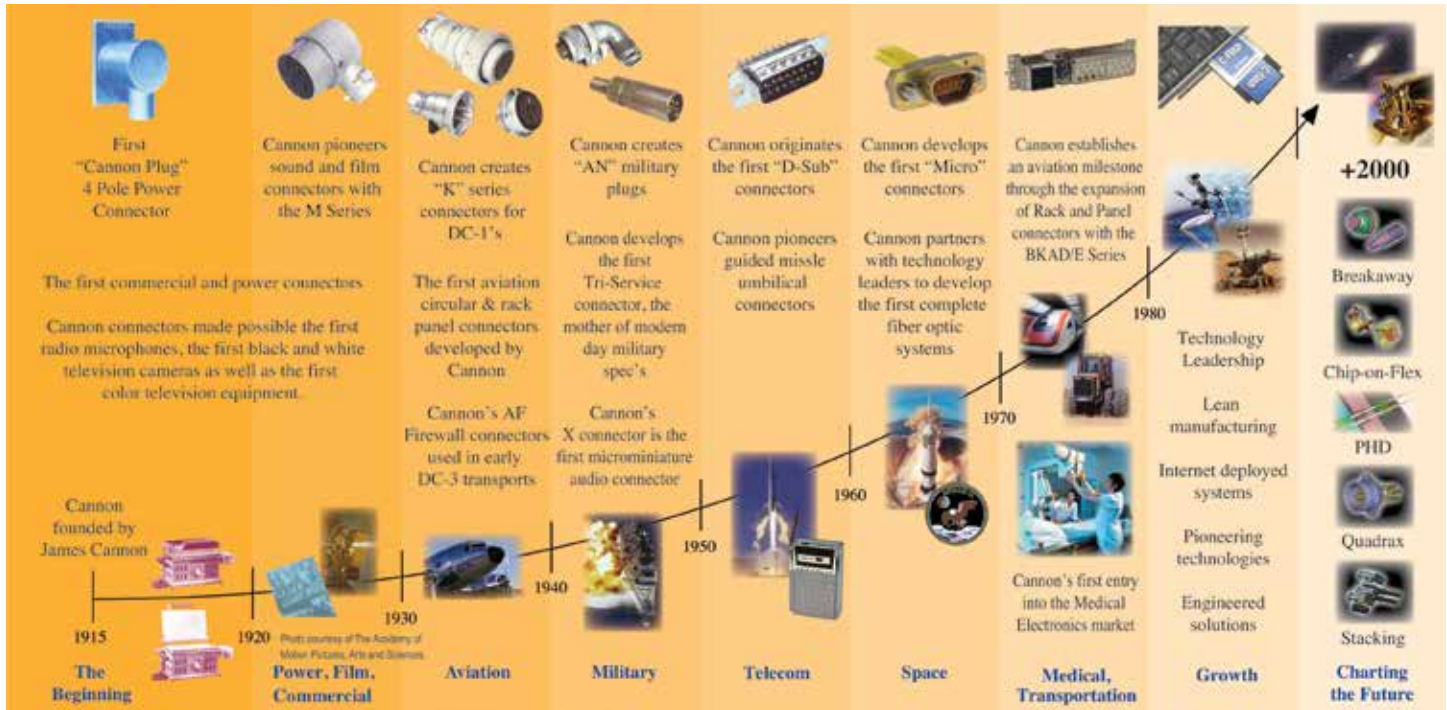 First
"Cannon Plug"
4 Pole Power
Connector
Cannon pioneers
sound and film
connectors with
the M Series
The first commercial and power connectors
Cannon connectors made possible the first
radio microphones, the first black and white
television cameras as well as the first
color television equipment.
Cannon
founded by
James Cannon
Cannon creates
"K" series
connectors for
DC-1's
The first aviation
circular & rack
panel connectors
developed by
Cannon
Cannon's AF
Firewall connectors
used in early
DC-3 transports
Cannon creates
"AN" military
plugs
Cannon develops
the first
Tri-Service
connector, the
mother of modern
day military
spec's
Cannon's
X connector is the
first microminiature
audio connector
Cannon originates
the first "D-Sub"
connectors
Cannon pioneers
guided missle
umbilical
connectors
Cannon develops
the first "Micro"
connectors
Cannon partners
with technology
leaders to develop
the first complete
fiber optic
systems
Cannon establishes
an aviation milestone
through the expansion
of Rack and Panel
connectors with the
BKAD/E Series
Cannon's first entry
into the Medical
Electronics market
Technology
Leadership
Lean
manufacturing
Internet deployed
systems
Pioneering
technologies
Engineered
solutions
+2000
Breakaway
Chip-on-Flex
PHD
Quadrax
Stacking
1915
1920
1930
1940
1950
1960
1970
1980
Photo courtesy of The Academy of
Motion Pictures, Arts and Sciences.
The
Beginning
Power, Film,
Commercial
Aviation
Military
Telecom
Space
Medical,
Transportation
Growth
Charting
the Future